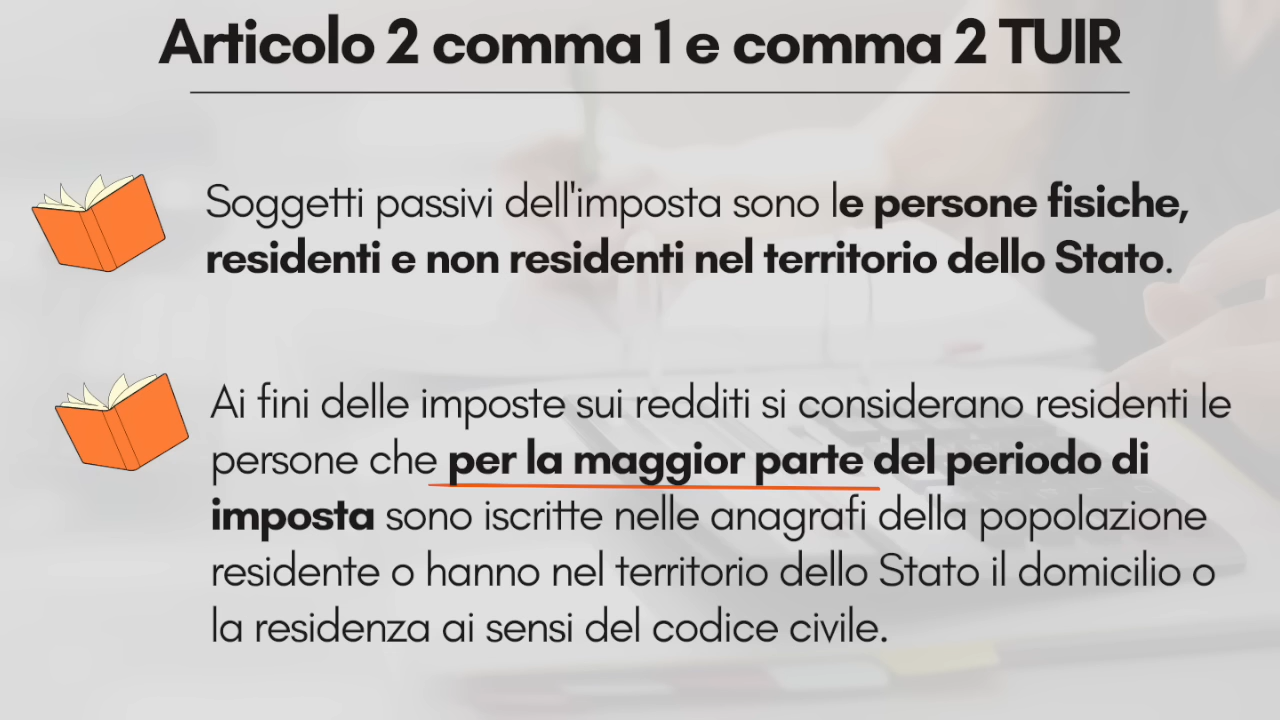 Articolo 2 comma 1 e comma 2 TUIR
Soggetti passivi dell'imposta sono le persone fisiche,
residenti e non residenti nel territorio dello Stato.
Ai fini delle imposte sui redditi si considerano residenti le
persone che per la maggior parte del periodo di
imposta sono iscritte nelle anagrafi della popolazione
residente o hanno nel territorio dello Stato il domicilio o
la residenza ai sensi del codice civile.